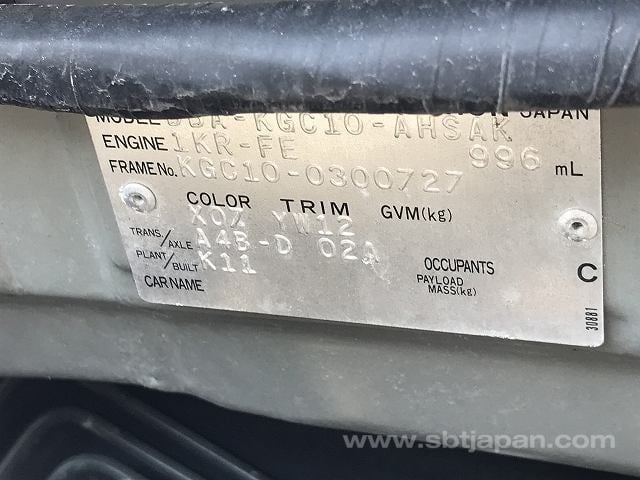 MODEL DBA-KGC10-AHSAK JAPAN
ENGINE 1KR-FE 996 mL
FRAME No. KGC10-0300727
COLOR TRIM GVM(kg)
X0Z YW12
TRANS./AXLE A4B-D 02A
PLANT/BUILT K11
OCCUPANTS
CAR NAME
PAYLOAD
MASS(kg)
C
30881
www.sbtjapan.com